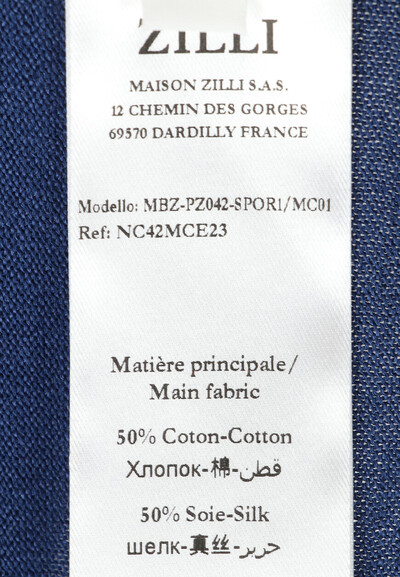 ZILLI
MAISON ZILLI S.A.S.
12 CHEMIN DES GORGES
69570 DARDILLY FRANCE
Modello: MBZ-PZ042-SPOR1/MC01
Ref: NC42MCE23
Matière principale/
Main fabric
50% Coton-Cotton
Хлопок-棉-قطن
50% Soie-Silk
шелк-真丝-حرير